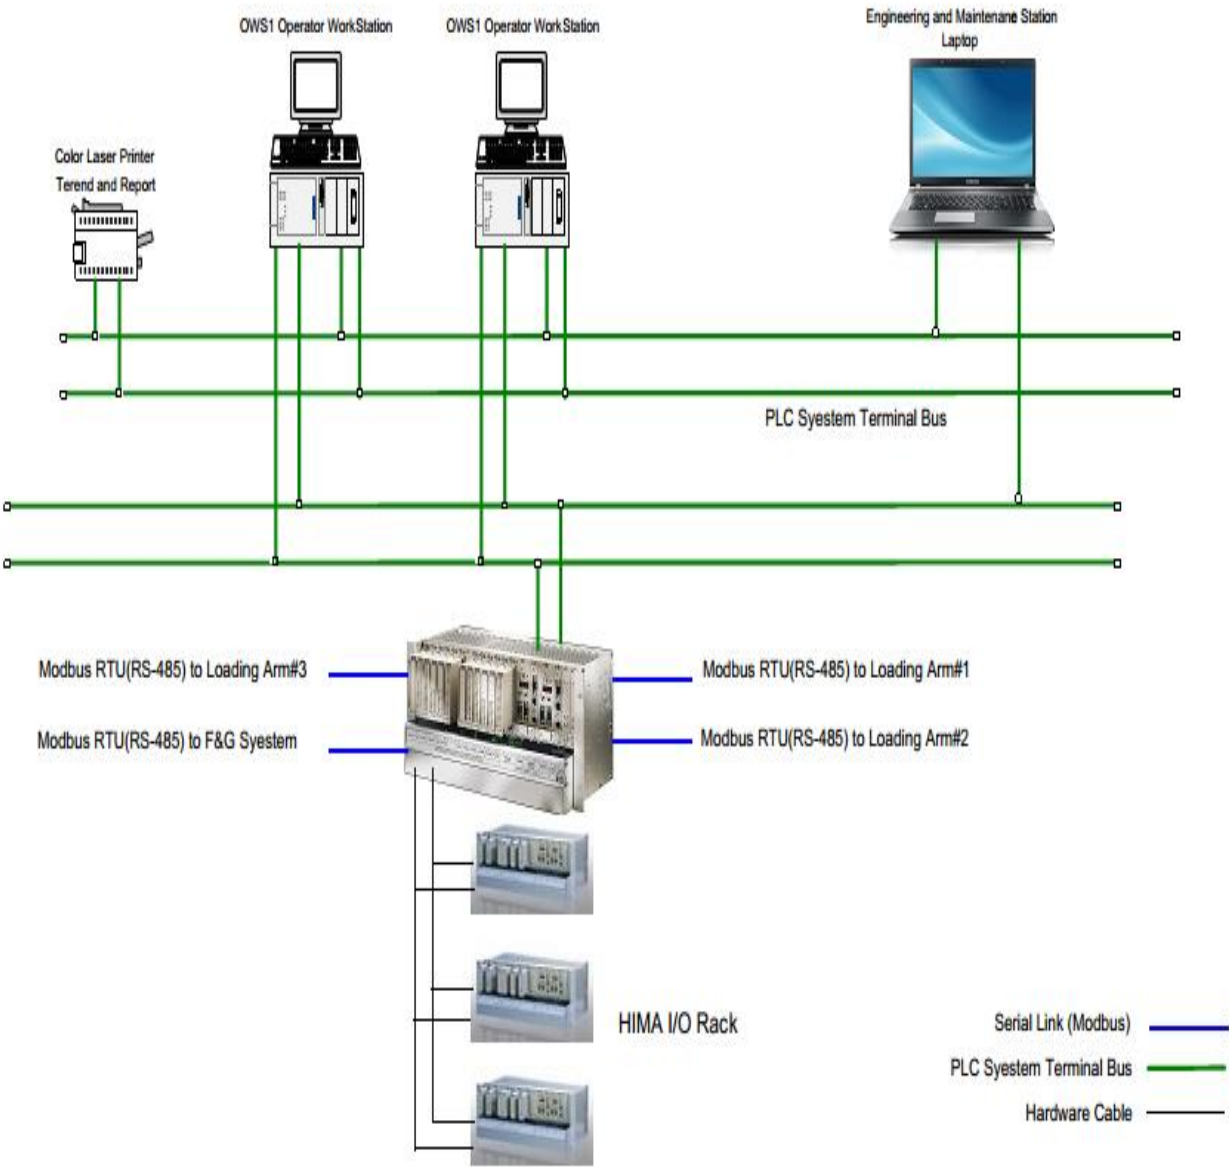 OWS1 Operator WorkStation
OWS1 Operator WorkStation
Engineering and Maintenane Station
Laptop
Color Laser Printer
Terend and Report
PLC Syestem Terminal Bus
Modbus RTU(RS-485) to Loading Arm#3
Modbus RTU(RS-485) to Loading Arm#1
Modbus RTU(RS-485) to F&G Syestem
Modbus RTU(RS-485) to Loading Arm#2
HIMA I/O Rack
Serial Link (Modbus)
PLC Syestem Terminal Bus
Hardware Cable